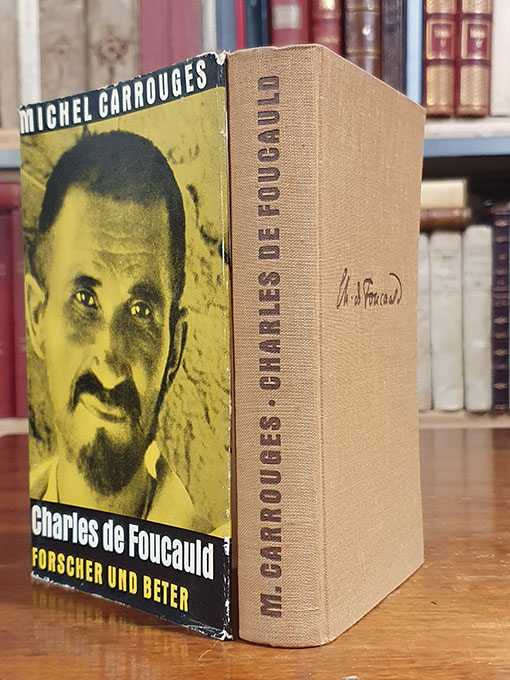 MICHEL CARROUGES
Charles de Foucauld
FORSCHER UND BETER
M. CARROUGES · CHARLES DE FOUCAULD
Ch. de Foucauld